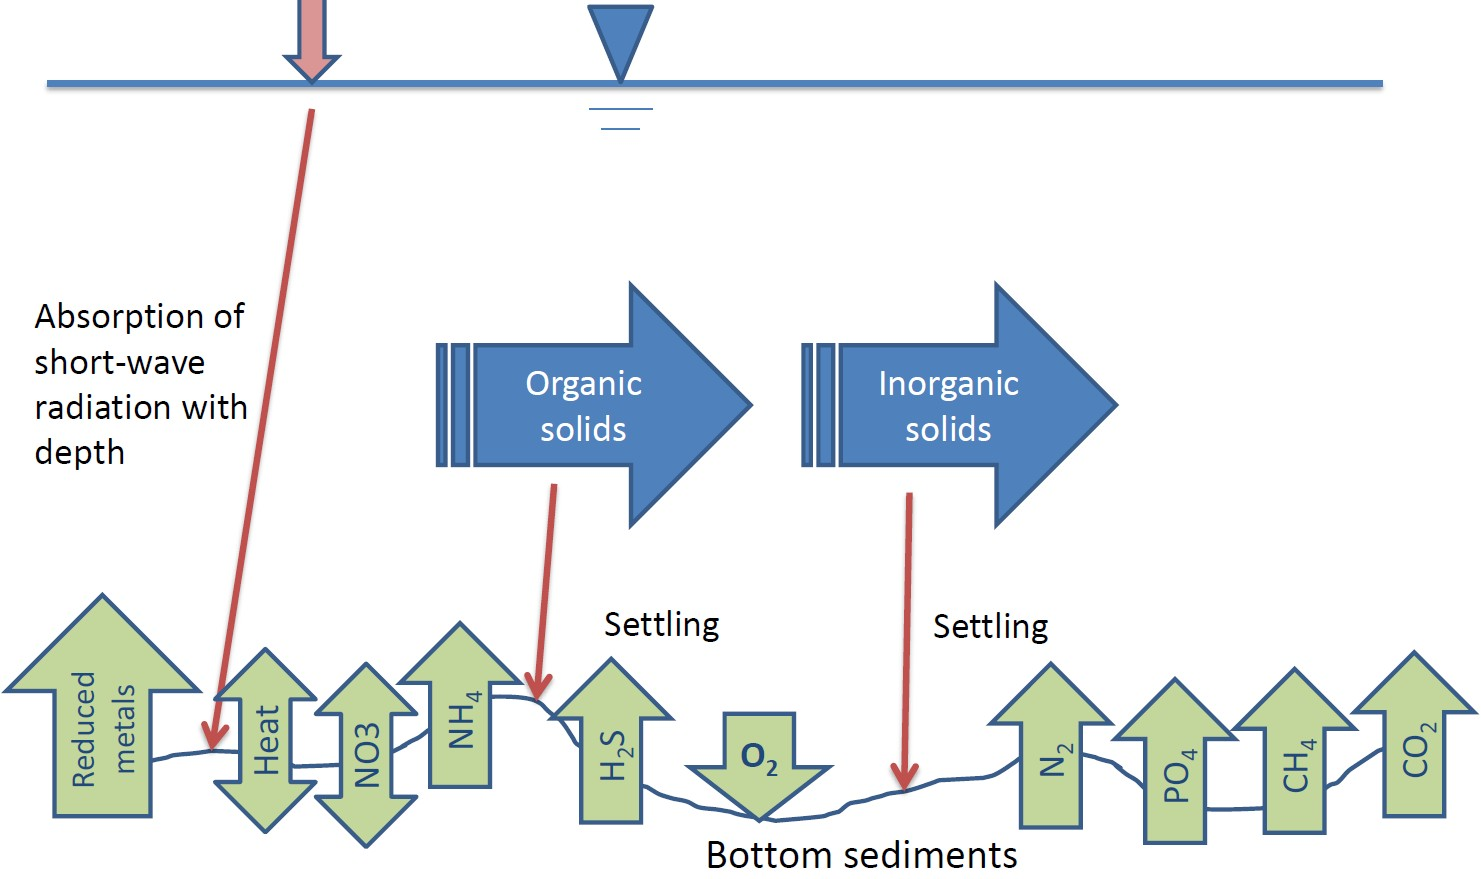 Absorption of
short-wave
radiation with
depth
Organic
solids
Inorganic
solids
Settling
Settling
Reduced
metals
Heat
NO3
NH₄
H₂S
O₂
N₂
PO₄
CH₄
CO₂
Bottom sediments